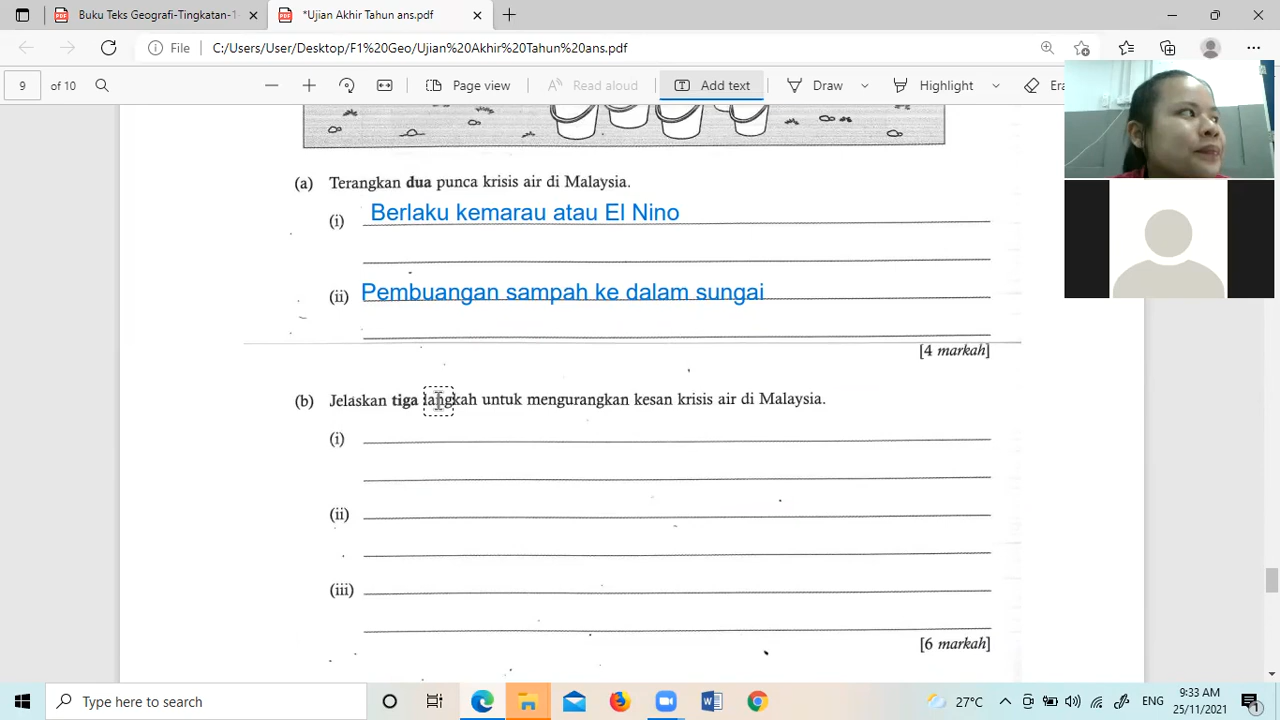 Buku Teks Geografi-Tingkatan-1
*Ujian Akhir Tahun ans.pdf
File
C:/Users/User/Desktop/F1%20Geo/Ujian%20Akhir%20Tahun%20ans.pdf
9 of 10
Page view
Read aloud
Add text
Draw
Highlight
Era
(a) Terangkan dua punca krisis air di Malaysia.
(i) Berlaku kemarau atau El Nino
(ii) Pembuangan sampah ke dalam sungai
[4 markah]
(b) Jelaskan tiga langkah untuk mengurangkan kesan krisis air di Malaysia.
(i)
(ii)
(iii)
[6 markah]
Type here to search
27°C
ENG
9:33 AM
25/11/2021
1